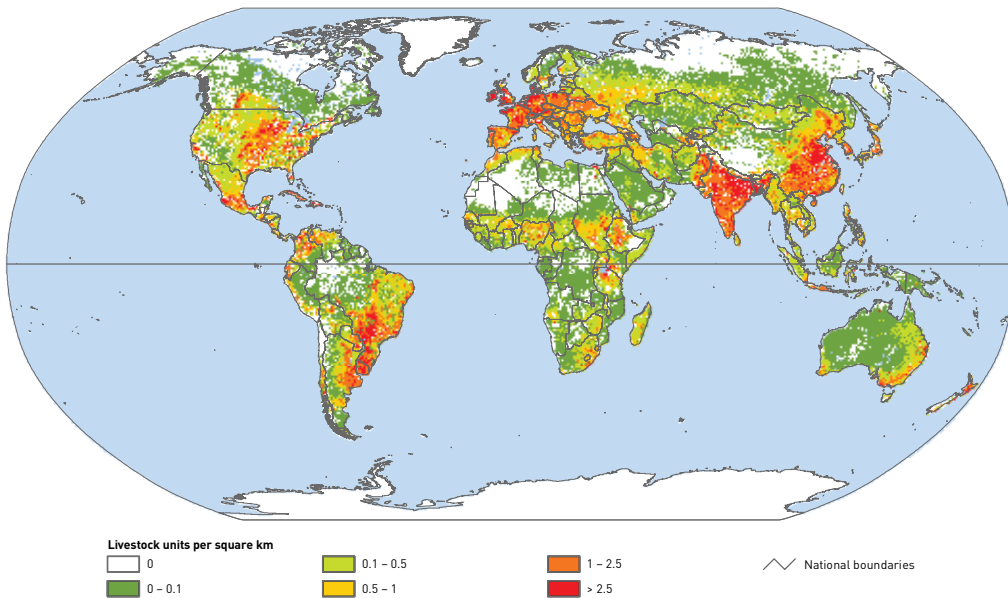 Livestock units per square km
0
0.1 – 0.5
1 – 2.5
National boundaries
0 – 0.1
0.5 – 1
> 2.5